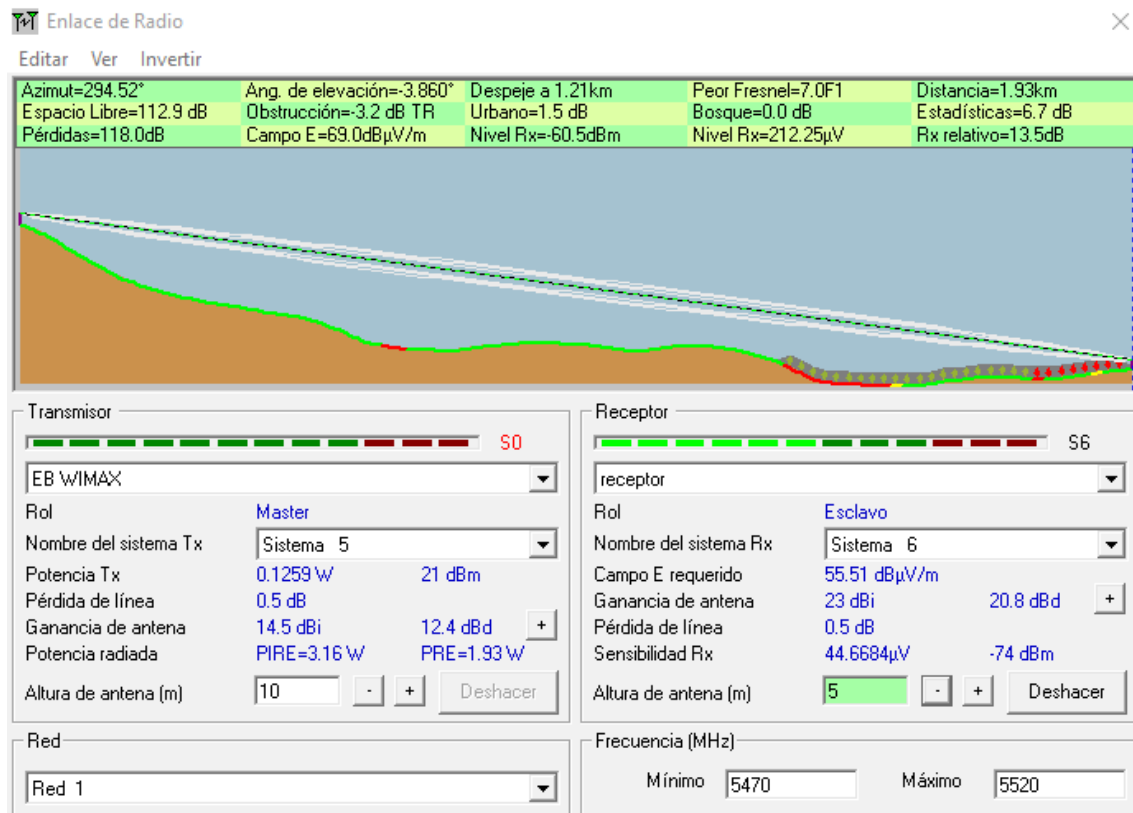 Enlace de Radio
Editar Ver Invertir
Azimut=294.52° Ang. de elevación=-3.860° Despeje a 1.21km Peor Fresnel=7.0F1 Distancia=1.93km
Espacio Libre=112.9 dB Obstrucción=-3.2 dB TR Urbano=1.5 dB Bosque=0.0 dB Estadísticas=6.7 dB
Pérdidas=118.0dB Campo E=69.0dBµV/m Nivel Rx=-60.5dBm Nivel Rx=212.25µV Rx relativo=13.5dB
Transmisor
S0
EB WIMAX
Rol Master
Nombre del sistema Tx Sistema 5
Potencia Tx 0.1259 W 21 dBm
Pérdida de línea 0.5 dB
Ganancia de antena 14.5 dBi 12.4 dBd +
Potencia radiada PIRE=3.16 W PRE=1.93 W
Altura de antena (m) 10 - + Deshacer
Red
Red 1
Receptor
S6
receptor
Rol Esclavo
Nombre del sistema Rx Sistema 6
Campo E requerido 55.51 dBµV/m
Ganancia de antena 23 dBi 20.8 dBd +
Pérdida de línea 0.5 dB
Sensibilidad Rx 44.6684µV -74 dBm
Altura de antena (m) 5 - + Deshacer
Frecuencia (MHz)
Mínimo 5470 Máximo 5520